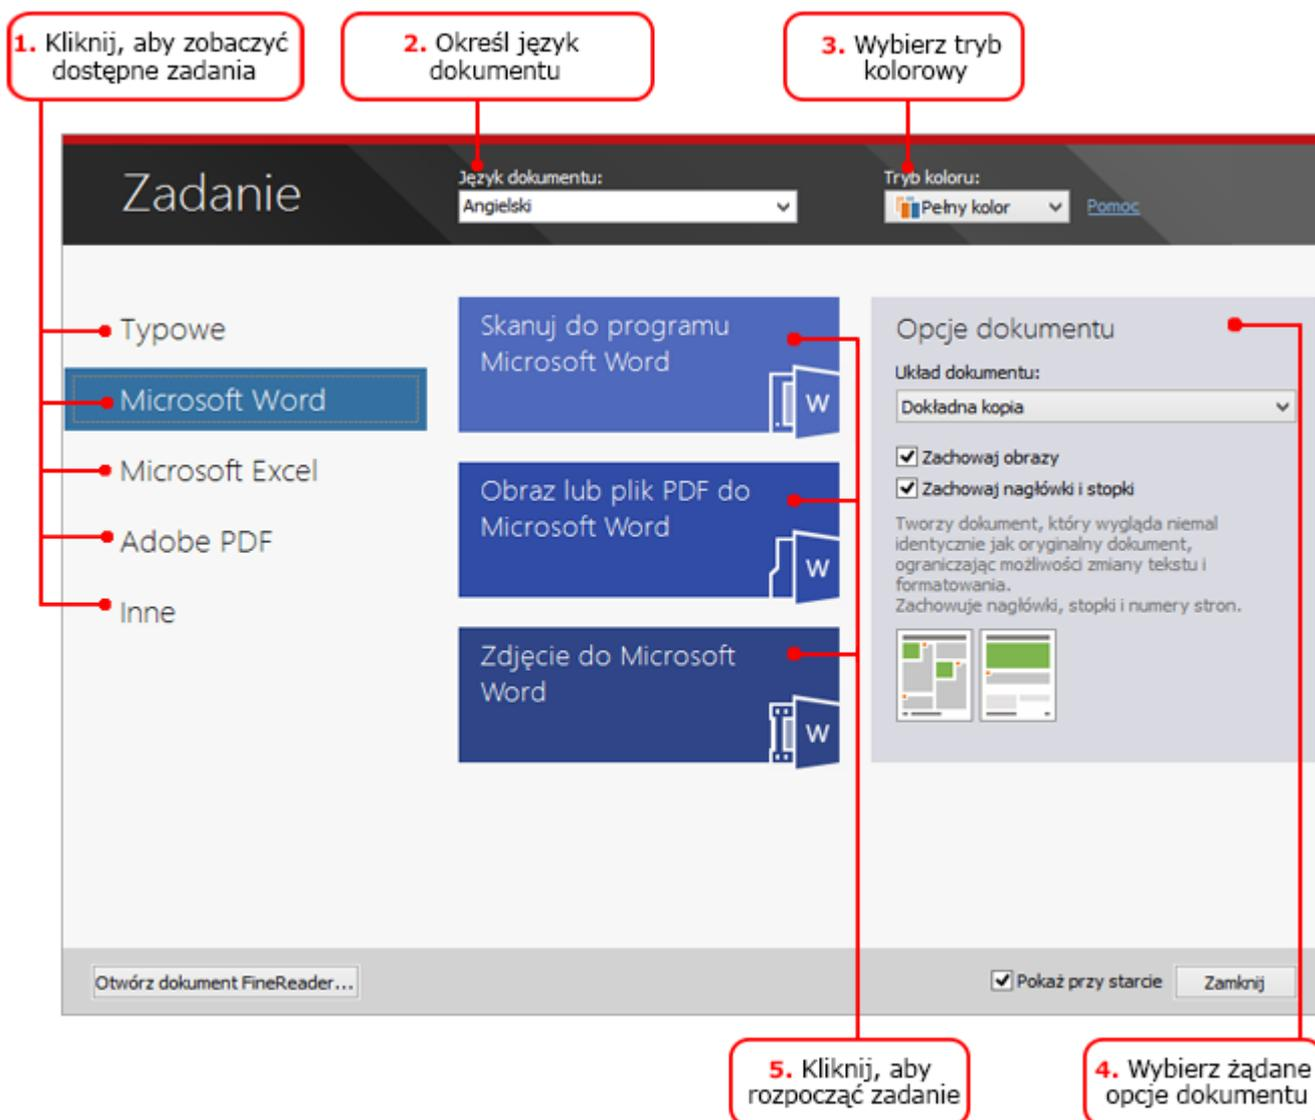 1. Kliknij, aby zobaczyć
dostępne zadania
2. Określ język
dokumentu
3. Wybierz tryb
kolorowy
Zadanie
Język dokumentu:
Angielski
Tryb koloru:
Pełny kolor
Pomoc
Typowe
Microsoft Word
Microsoft Excel
Adobe PDF
Inne
Skanuj do programu
Microsoft Word
W
Obraz lub plik PDF do
Microsoft Word
W
Zdjęcie do Microsoft
Word
W
Opcje dokumentu
Układ dokumentu:
Dokładna kopia
Zachowaj obrazy
Zachowaj nagłówki i stopki
Tworzy dokument, który wygląda niemal
identycznie jak oryginalny dokument,
ograniczając możliwości zmiany tekstu i
formatowania.
Zachowuje nagłówki, stopki i numery stron.
Otwórz dokument FineReader...
Pokaż przy starcie
Zamknij
5. Kliknij, aby
rozpocząć zadanie
4. Wybierz żądane
opcje dokumentu